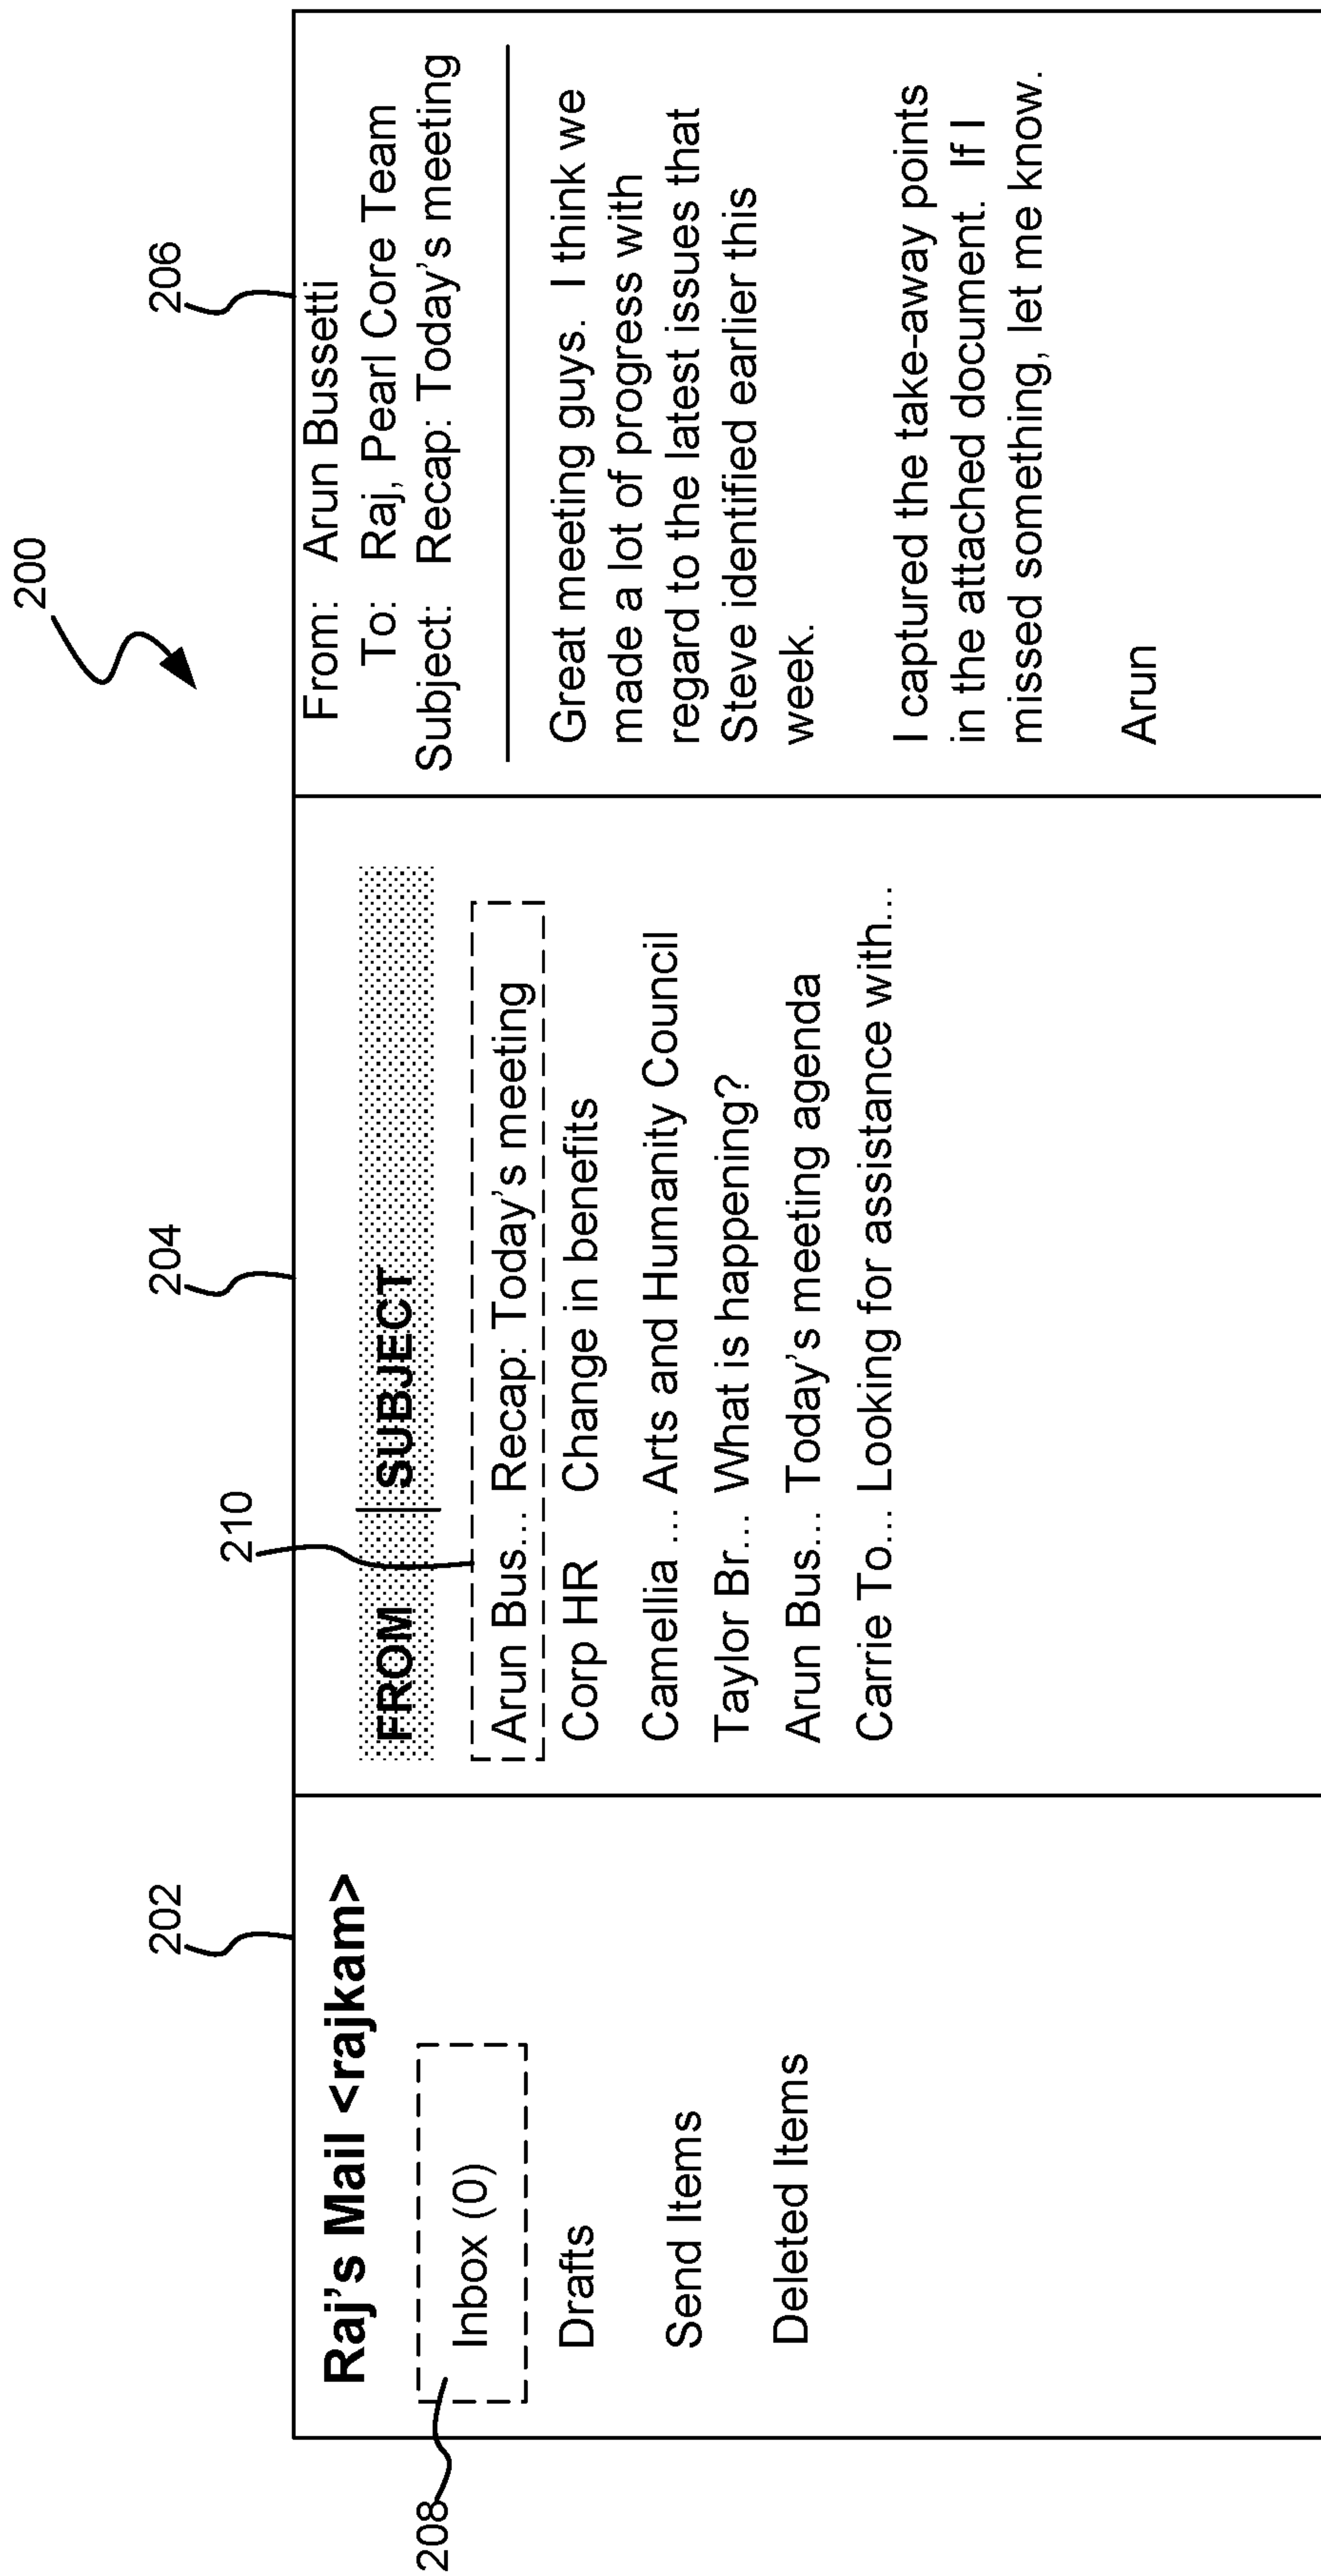 200
202
204
206
Raj's Mail <rajkam>
208
Inbox (0)
Drafts
Send Items
Deleted Items
210
FROM | SUBJECT
Arun Bus... Recap: Today's meeting
Corp HR Change in benefits
Camellia ... Arts and Humanity Council
Taylor Br... What is happening?
Arun Bus... Today's meeting agenda
Carrie To... Looking for assistance with...
From: Arun Bussetti
To: Raj, Pearl Core Team
Subject: Recap: Today's meeting
Great meeting guys. I think we
made a lot of progress with
regard to the latest issues that
Steve identified earlier this
week.
I captured the take-away points
in the attached document. If I
missed something, let me know.
Arun